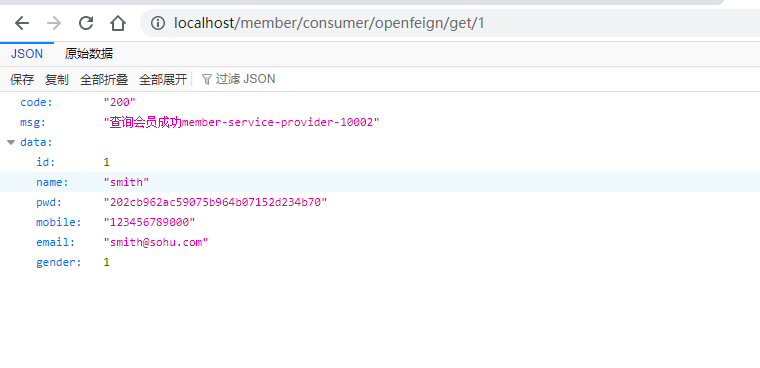 localhost/member/consumer/openfeign/get/1
JSON 原始数据
保存 复制 全部折叠 全部展开 过滤 JSON
code: "200"
msg: "查询会员成功member-service-provider-10002"
data:
id: 1
name: "smith"
pwd: "202cb962ac59075b964b07152d234b70"
mobile: "123456789000"
email: "smith@sohu.com"
gender: 1